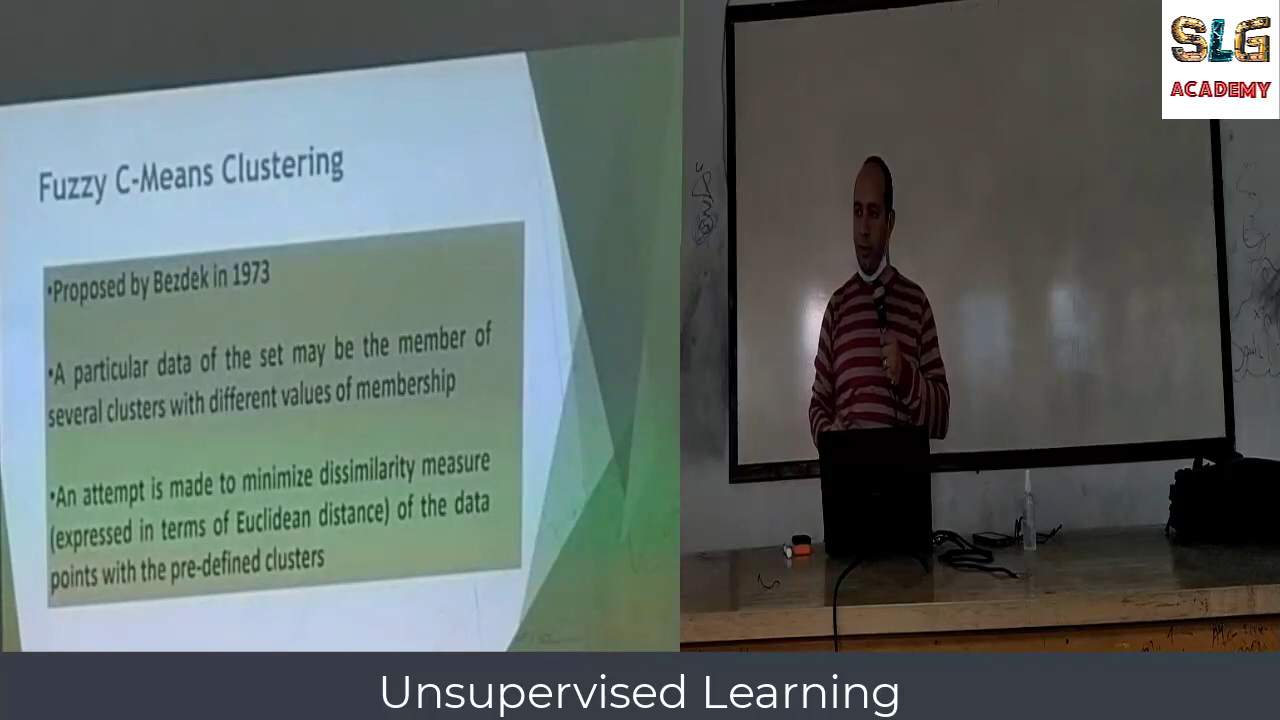 Fuzzy C-Means Clustering
•Proposed by Bezdek in 1973
•A particular data of the set may be the member of
several clusters with different values of membership
•An attempt is made to minimize dissimilarity measure
(expressed in terms of Euclidean distance) of the data
points with the pre-defined clusters
SLG
ACADEMY
Unsupervised Learning